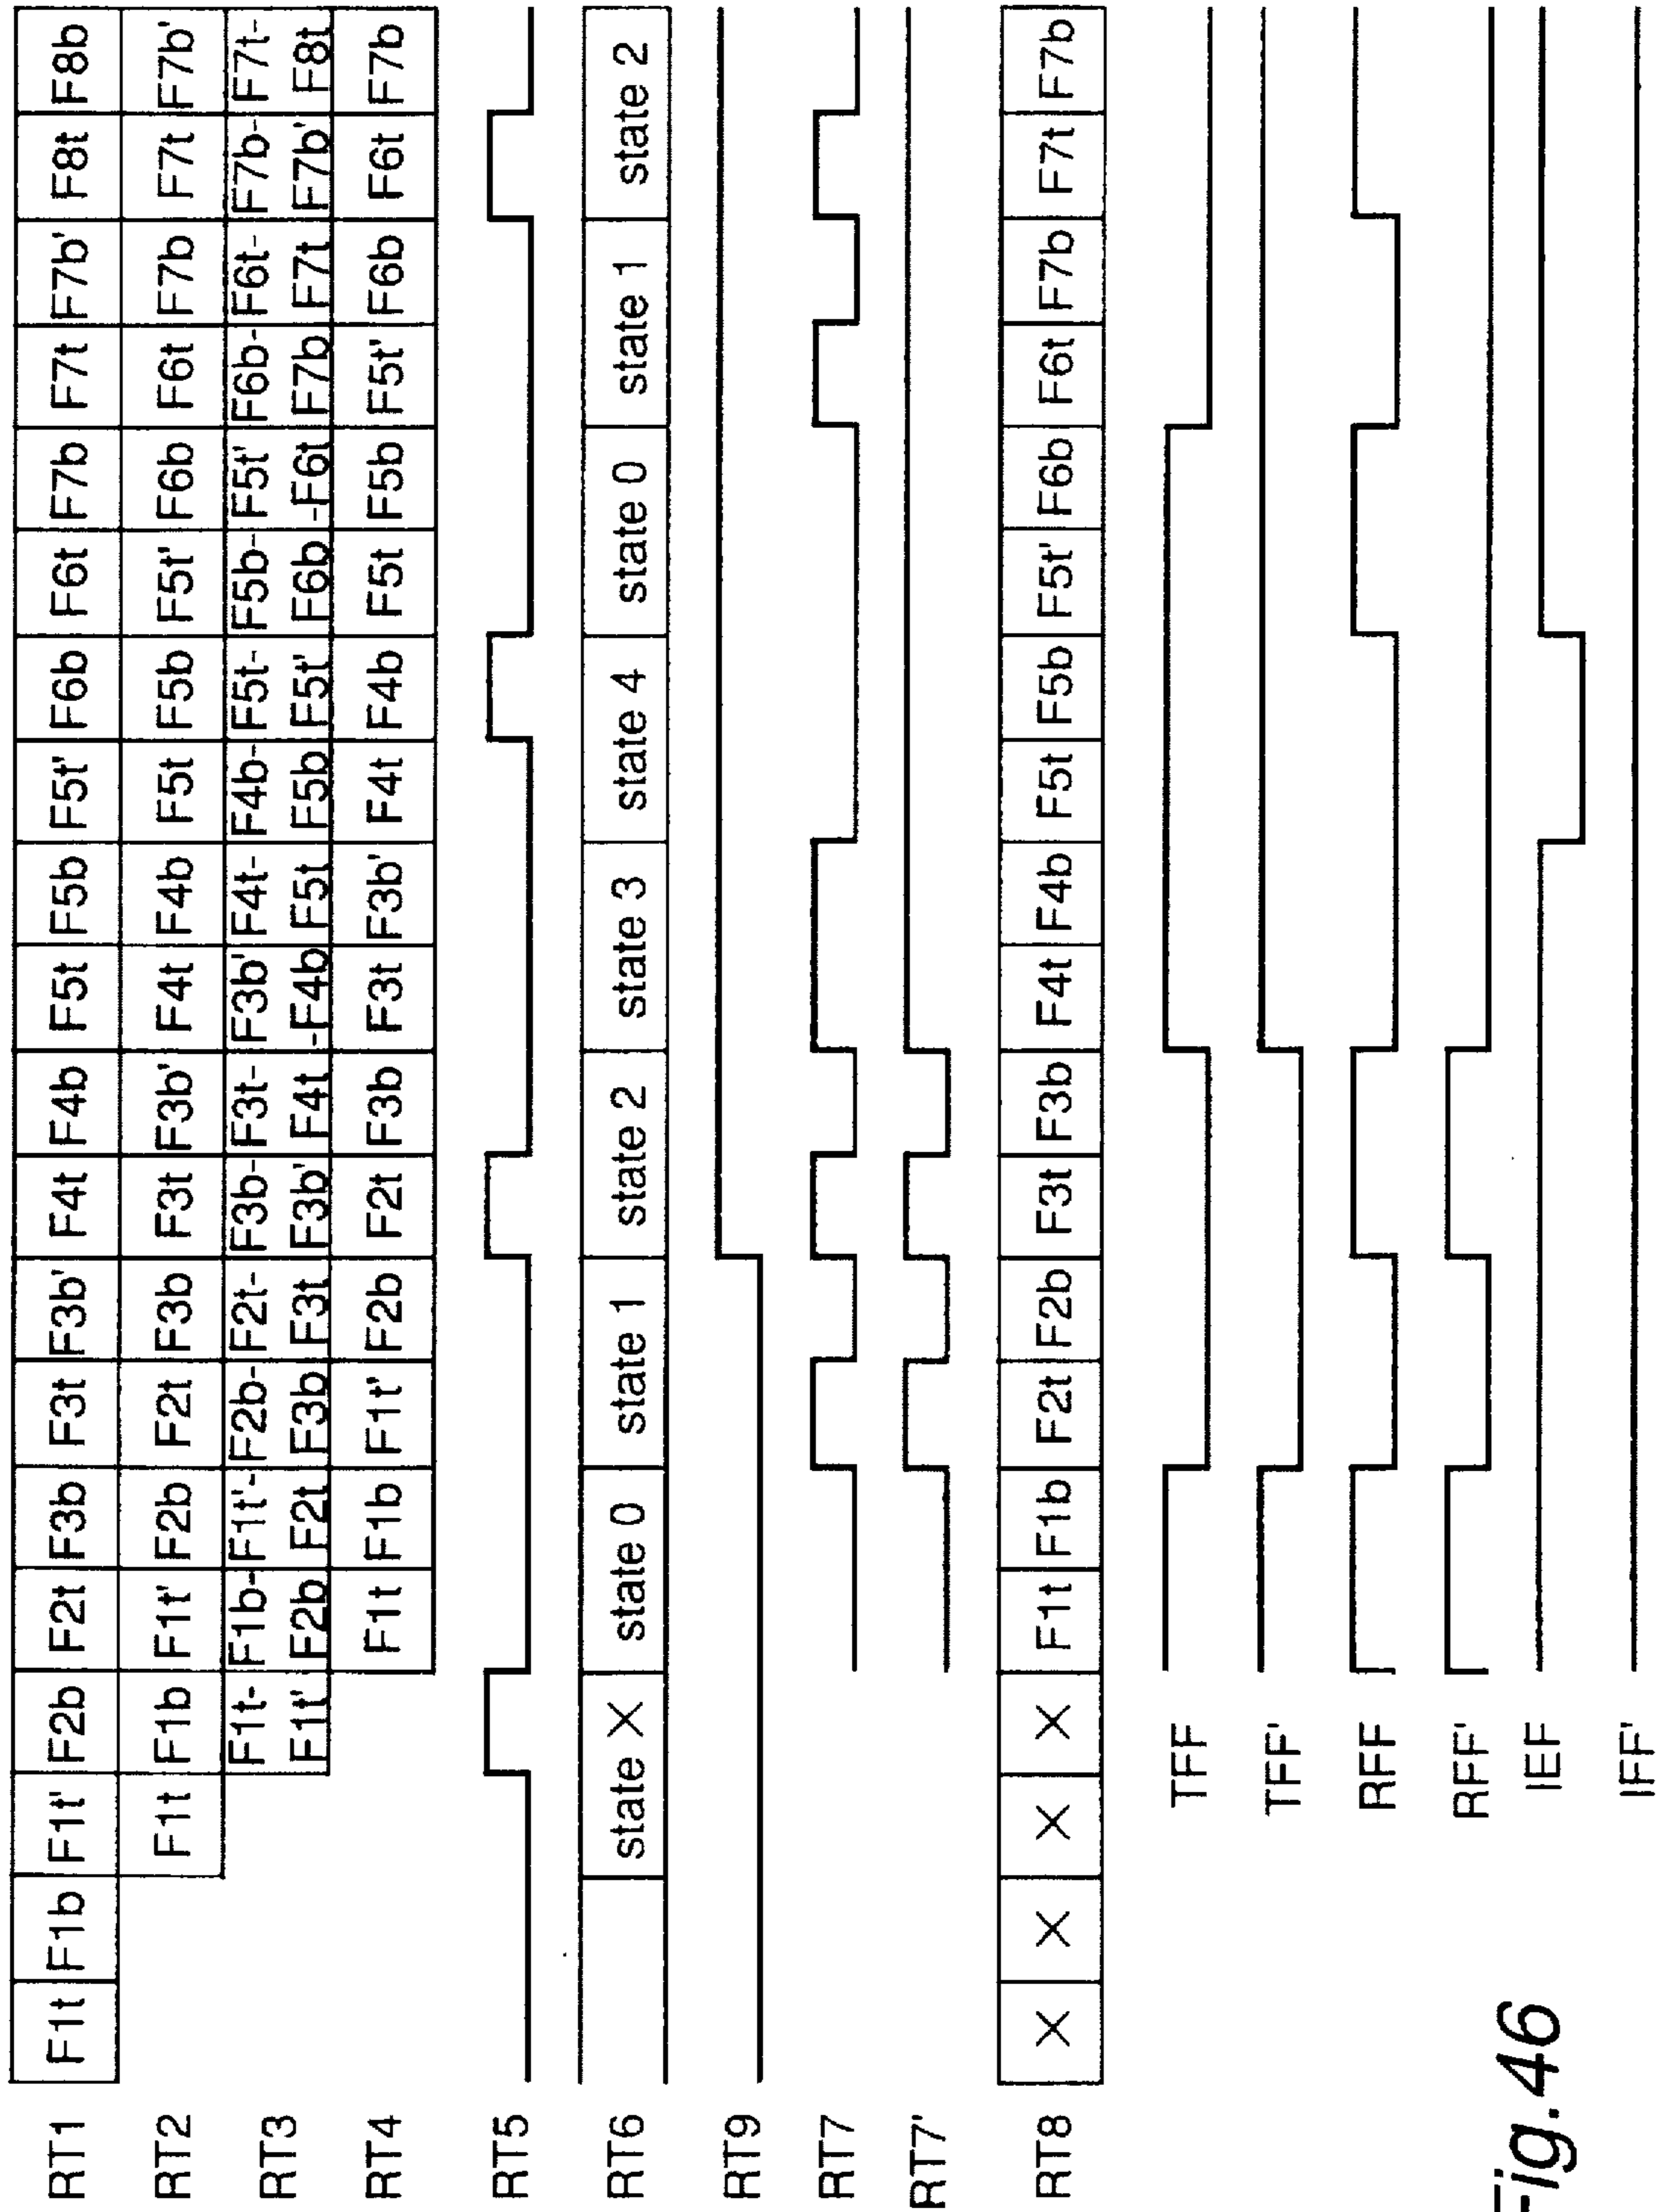 RT1 F1t F1b F1t' F2b F2t F3b F3t F3b' F4t F4b F5t F5b F5t' F6b F6t F7b F7t F7b' F8t F8b
RT2 F1t F1b F1t' F2b F2t F3b F3t F3b' F4t F4b F5t F5b F5t' F6b F6t F7b F7t F7b'
RT3 F1t- F1b- F1t'- F2b- F2t- F3b- F3t- F3b' F4t- F4b- F5t- F5b- F5t' F6b- F6t- F7b- F7t-
F1t' F2b F2t F3b F3t F3b' F4t -F4b F5t F5b F5t' F6b -F6t F7b F7t F7b' F8t
RT4 F1t F1b F1t' F2b F2t F3b F3t F3b' F4t F4b F5t F5b F5t' F6b F6t F7b
RT5
RT6 state X state 0 state 1 state 2 state 3 state 4 state 0 state 1 state 2
RT9
RT7
RT7'
RT8 X X X X F1t F1b F2t F2b F3t F3b F4t F4b F5t F5b F5t' F6b F6t F7b F7t F7b
TFF
TFF'
RFF
RFF'
IEF
IFF'
Fig.46